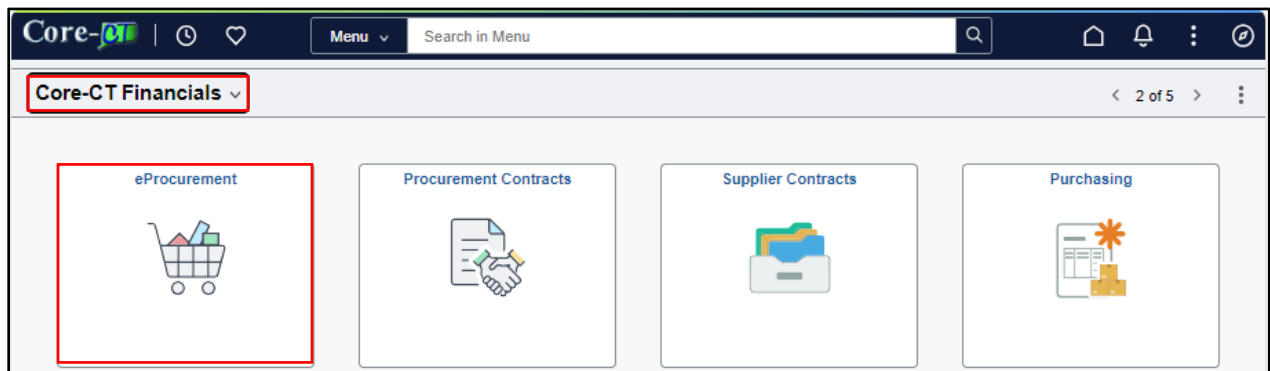 Core-CT
Menu
Search in Menu
Core-CT Financials
2 of 5
eProcurement
Procurement Contracts
Supplier Contracts
Purchasing